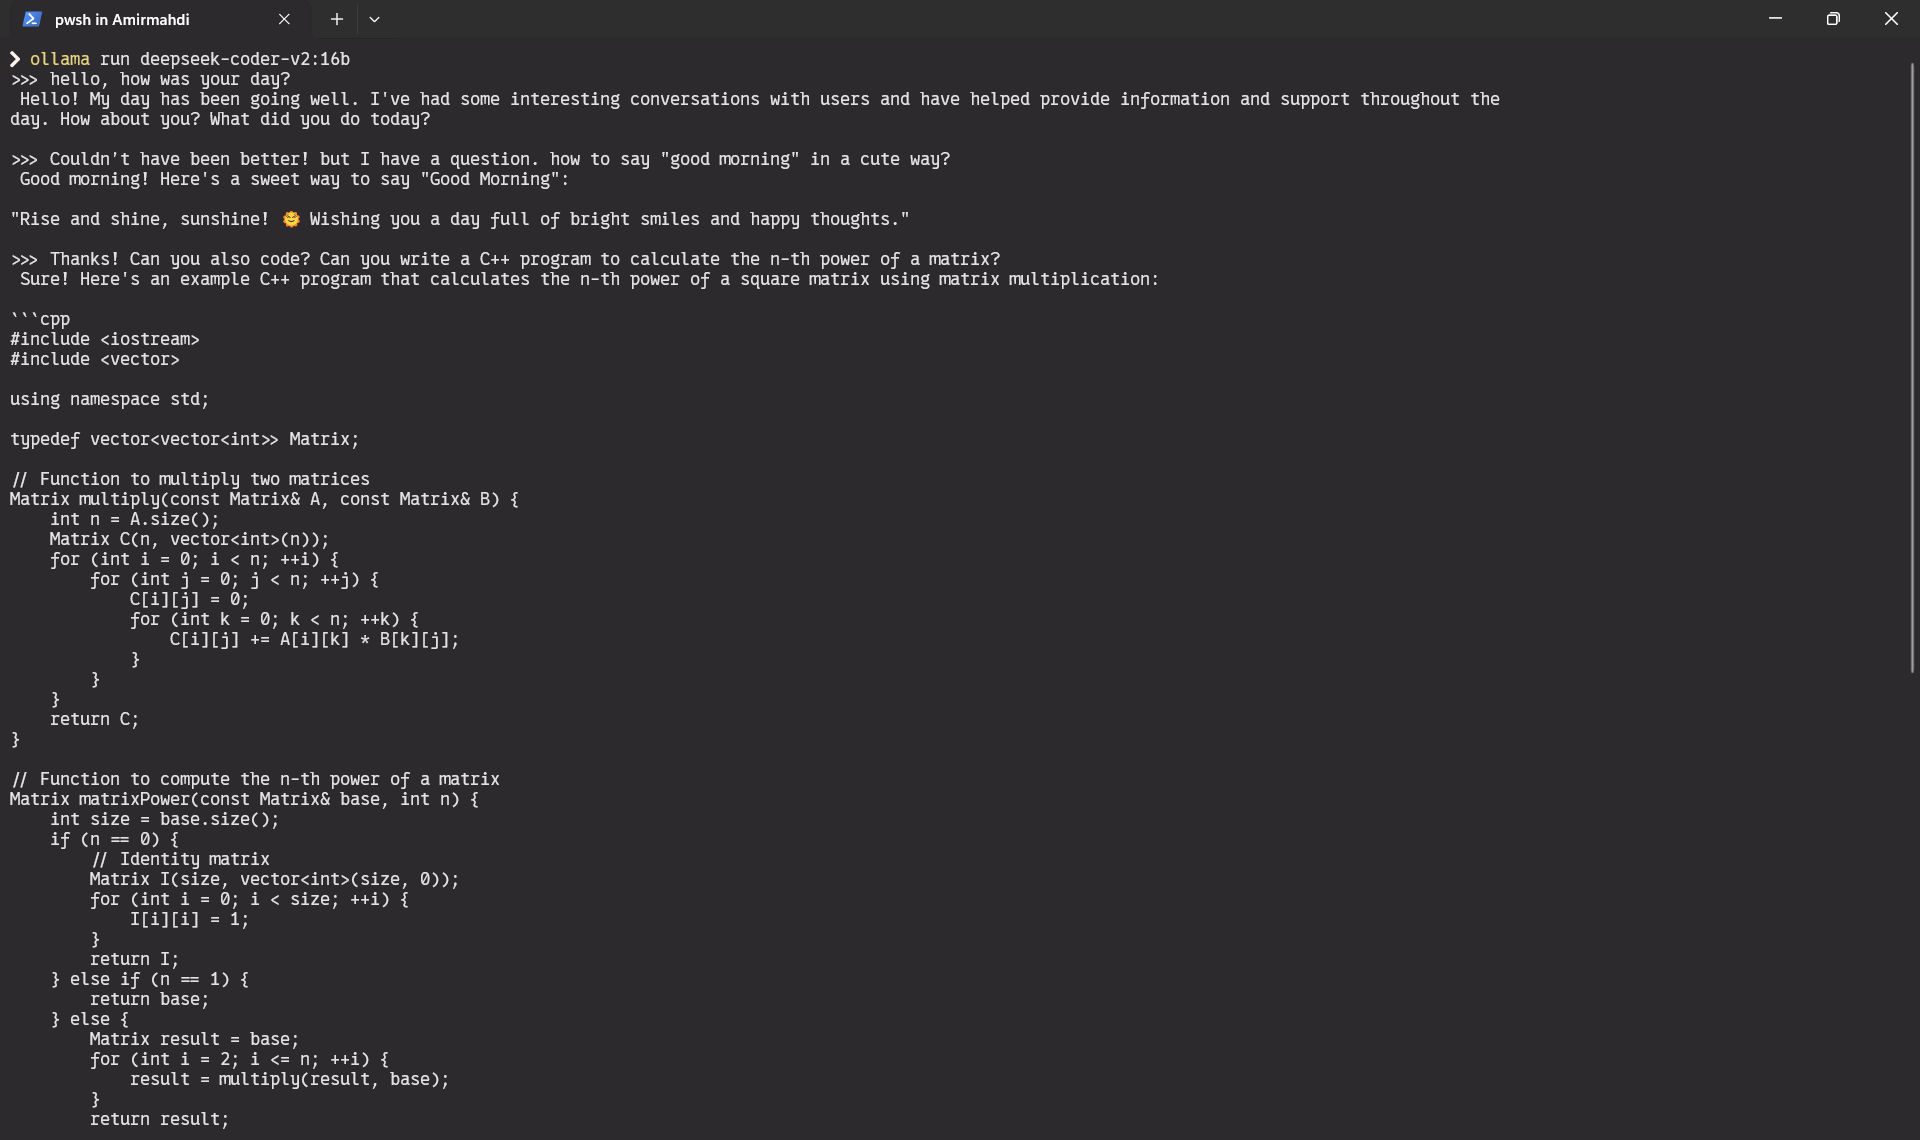 pwsh in Amirmahdi
❯ ollama run deepseek-coder-v2:16b
>>> hello, how was your day?
 Hello! My day has been going well. I've had some interesting conversations with users and have helped provide information and support throughout the
day. How about you? What did you do today?

>>> Couldn't have been better! but I have a question. how to say "good morning" in a cute way?
 Good morning! Here's a sweet way to say "Good Morning":

"Rise and shine, sunshine! 🌞 Wishing you a day full of bright smiles and happy thoughts."

>>> Thanks! Can you also code? Can you write a C++ program to calculate the n-th power of a matrix?
 Sure! Here's an example C++ program that calculates the n-th power of a square matrix using matrix multiplication:

```cpp
#include <iostream>
#include <vector>

using namespace std;

typedef vector<vector<int>> Matrix;

// Function to multiply two matrices
Matrix multiply(const Matrix& A, const Matrix& B) {
    int n = A.size();
    Matrix C(n, vector<int>(n));
    for (int i = 0; i < n; ++i) {
        for (int j = 0; j < n; ++j) {
            C[i][j] = 0;
            for (int k = 0; k < n; ++k) {
                C[i][j] += A[i][k] * B[k][j];
            }
        }
    }
    return C;
}

// Function to compute the n-th power of a matrix
Matrix matrixPower(const Matrix& base, int n) {
    int size = base.size();
    if (n == 0) {
        // Identity matrix
        Matrix I(size, vector<int>(size, 0));
        for (int i = 0; i < size; ++i) {
            I[i][i] = 1;
        }
        return I;
    } else if (n == 1) {
        return base;
    } else {
        Matrix result = base;
        for (int i = 2; i <= n; ++i) {
            result = multiply(result, base);
        }
        return result;